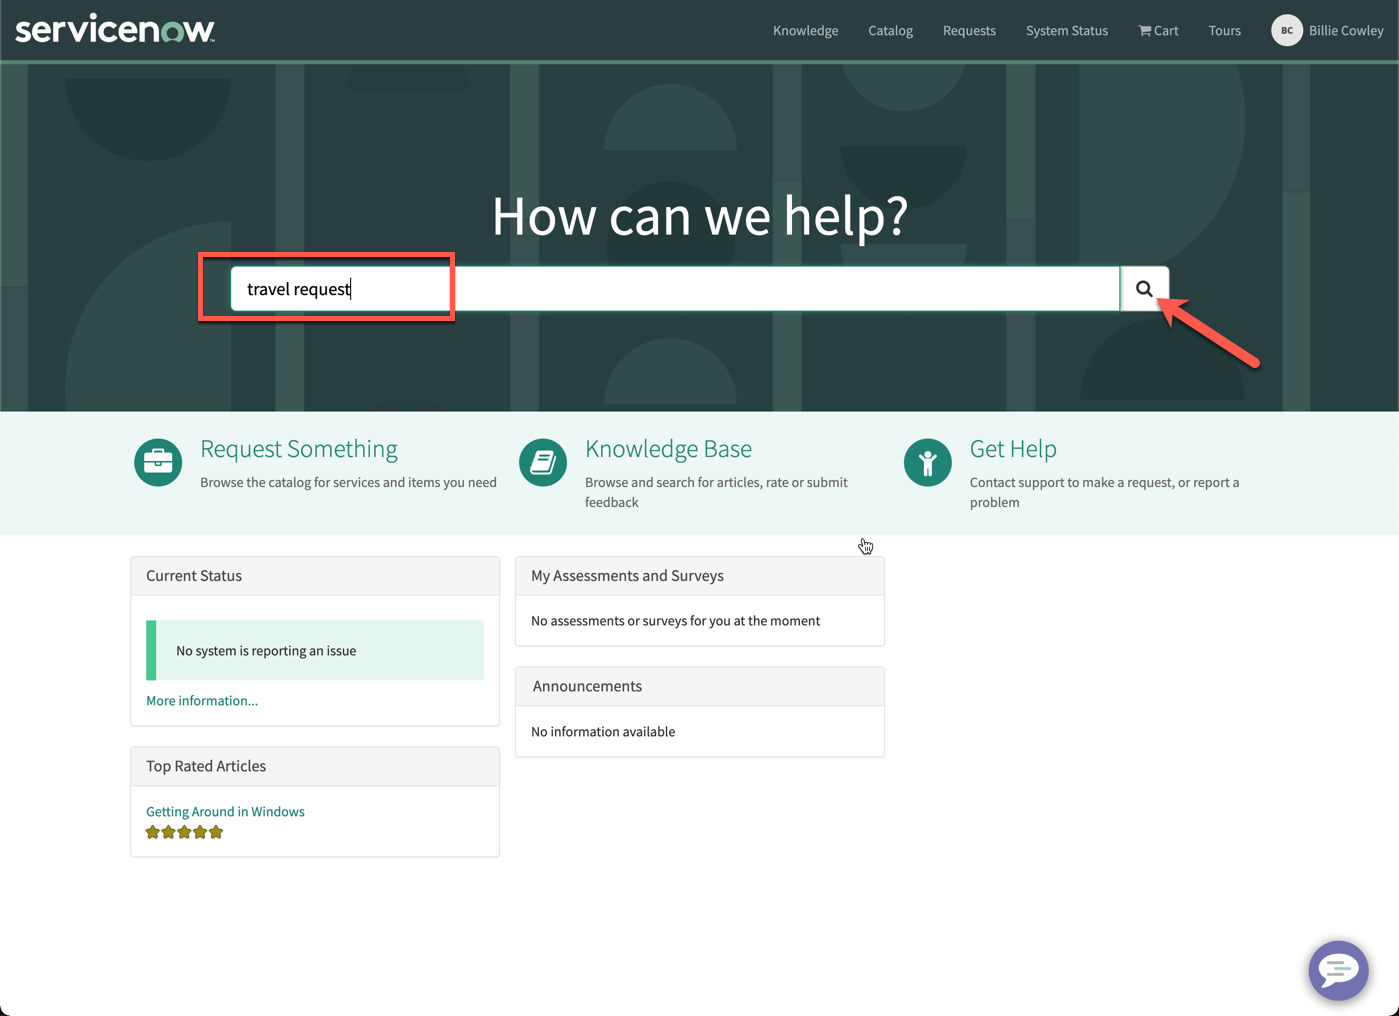 servicenow™
Knowledge Catalog Requests System Status Cart Tours BC Billie Cowley
How can we help?
travel request
Request Something
Browse the catalog for services and items you need
Knowledge Base
Browse and search for articles, rate or submit
feedback
Get Help
Contact support to make a request, or report a
problem
Current Status
No system is reporting an issue
More information...
Top Rated Articles
Getting Around in Windows
My Assessments and Surveys
No assessments or surveys for you at the moment
Announcements
No information available